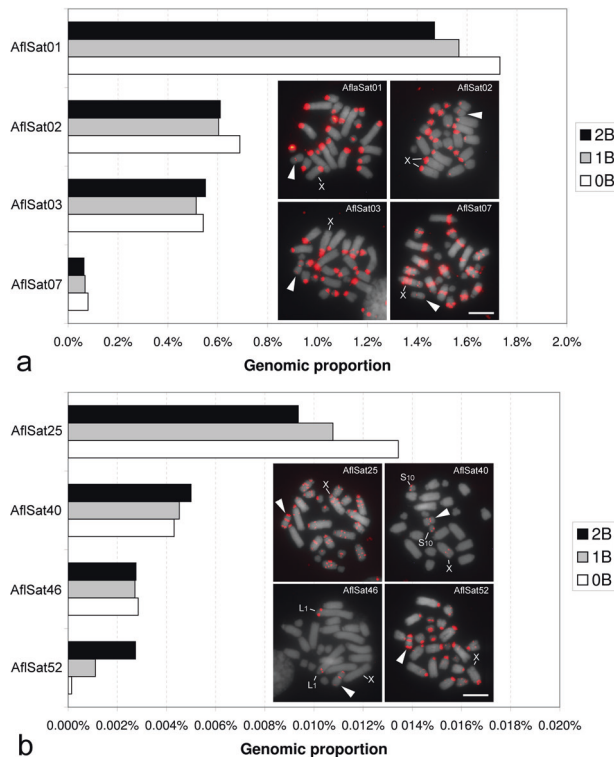 AflSat01
AflSat02
AflSat03
AflSat07
AflaSat01
AflSat02
X
X
AflSat03
AflSat07
X
X
2B
1B
0B
0.0%
0.2%
0.4%
0.6%
0.8%
1.0%
1.2%
1.4%
1.6%
1.8%
2.0%
Genomic proportion
a
AflSat25
AflSat40
AflSat46
AflSat52
AflSat25
AflSat40
X
S10
S10
X
AflSat46
AflSat52
L1
L1
X
X
2B
1B
0B
0.000%
0.002%
0.004%
0.006%
0.008%
0.010%
0.012%
0 014%
0.016%
0.018%
0.020%
Genomic proportion
b